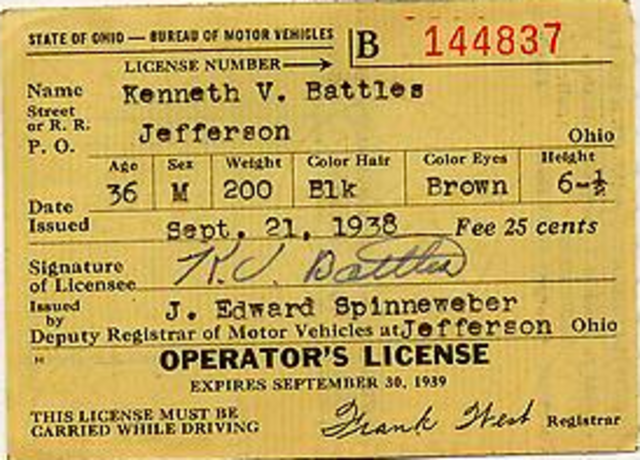 STATE OF OHIO — BUREAU OF MOTOR VEHICLES
LICENSE NUMBER → B 144837
Name Kenneth V. Battles
Street or R. R.
P. O. Jefferson Ohio
Age Sex Weight Color Hair Color Eyes Height
36 M 200 Blk Brown 6-½
Date Issued Sept. 21, 1938 Fee 25 cents
Signature of Licensee K. V. Battles
Issued by J. Edward Spinneweber
Deputy Registrar of Motor Vehicles at Jefferson Ohio
OPERATOR'S LICENSE
EXPIRES SEPTEMBER 30, 1939
THIS LICENSE MUST BE
CARRIED WHILE DRIVING
Frank West Registrar